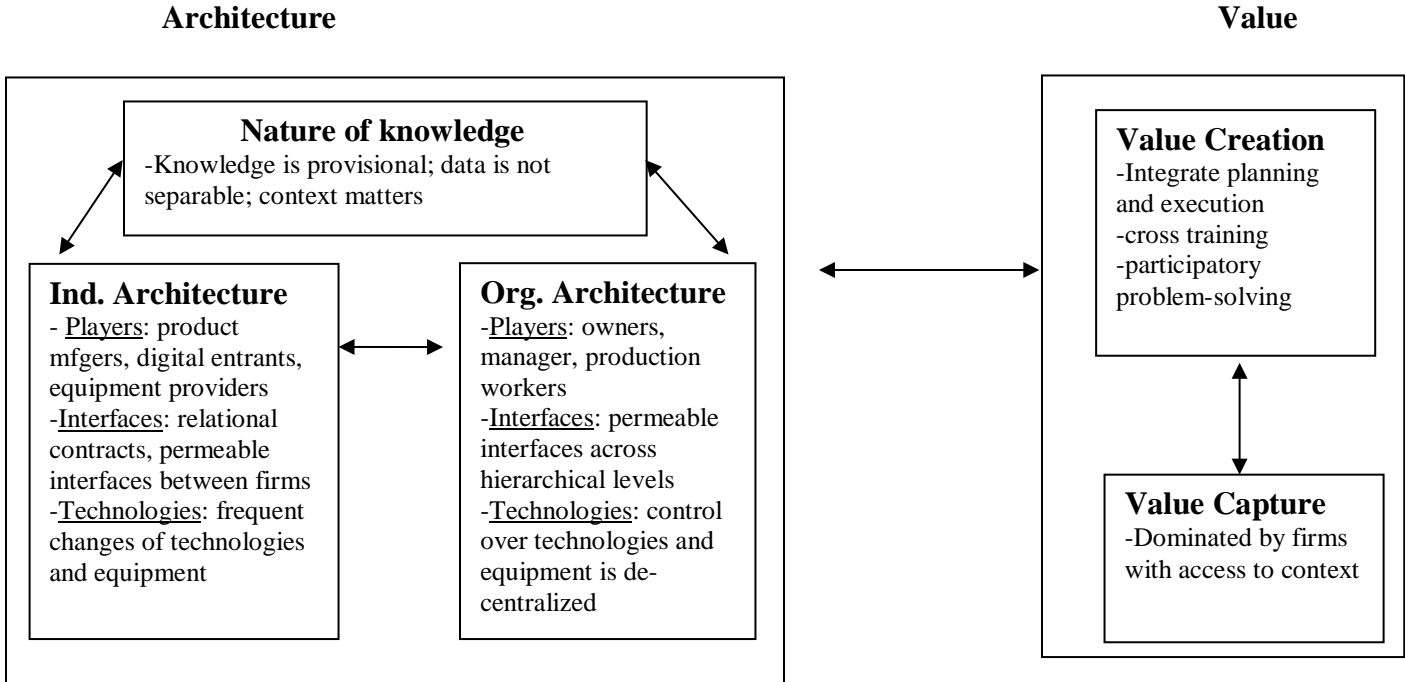 Architecture
Value
Nature of knowledge
-Knowledge is provisional; data is not
separable; context matters
Ind. Architecture
- Players: product
mfgers, digital entrants,
equipment providers
-Interfaces: relational
contracts, permeable
interfaces between firms
-Technologies: frequent
changes of technologies
and equipment
Org. Architecture
-Players: owners,
manager, production
workers
-Interfaces: permeable
interfaces across
hierarchical levels
-Technologies: control
over technologies and
equipment is de-
centralized
Value Creation
-Integrate planning
and execution
-cross training
-participatory
problem-solving
Value Capture
-Dominated by firms
with access to context